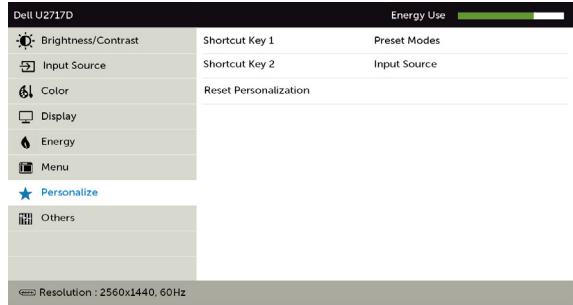 Dell U2717D Energy Use
Brightness/Contrast Shortcut Key 1 Preset Modes
Input Source Shortcut Key 2 Input Source
Color Reset Personalization
Display
Energy
Menu
Personalize
Others
Resolution : 2560x1440, 60Hz